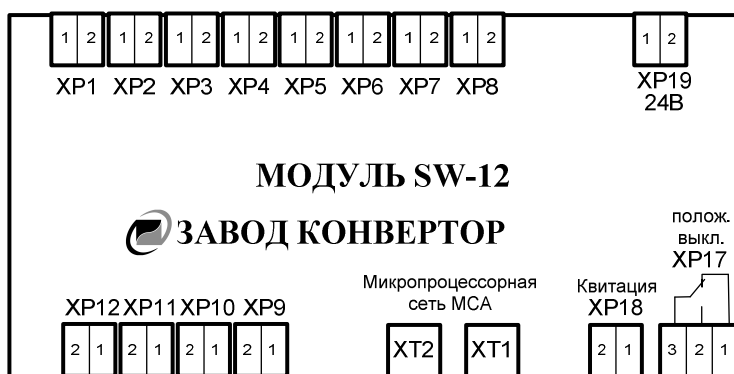 1 2 1 2 1 2 1 2 1 2 1 2 1 2 1 2 1 2
XP1 XP2 XP3 XP4 XP5 XP6 XP7 XP8 XP19
24В
МОДУЛЬ SW-12
ЗАВОД КОНВЕРТОР
полож.
выкл.
XP17
Микропроцессорная
сеть МСА
Квитация
XP18
XP12 XP11 XP10 XP9
2 1 2 1 2 1 2 1 XT2 XT1 2 1 3 2 1